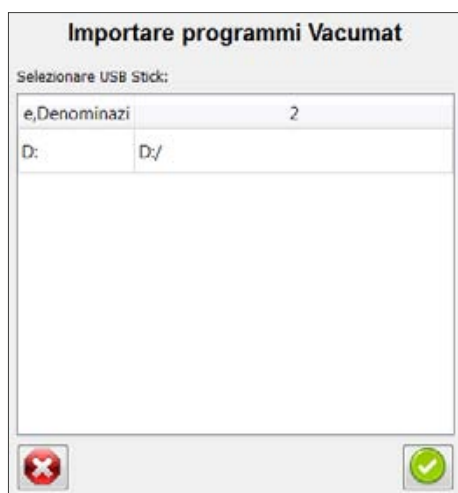 Importare programmi Vacumat
Selezionare USB Stick:
e,Denominazi 2
D: D:/